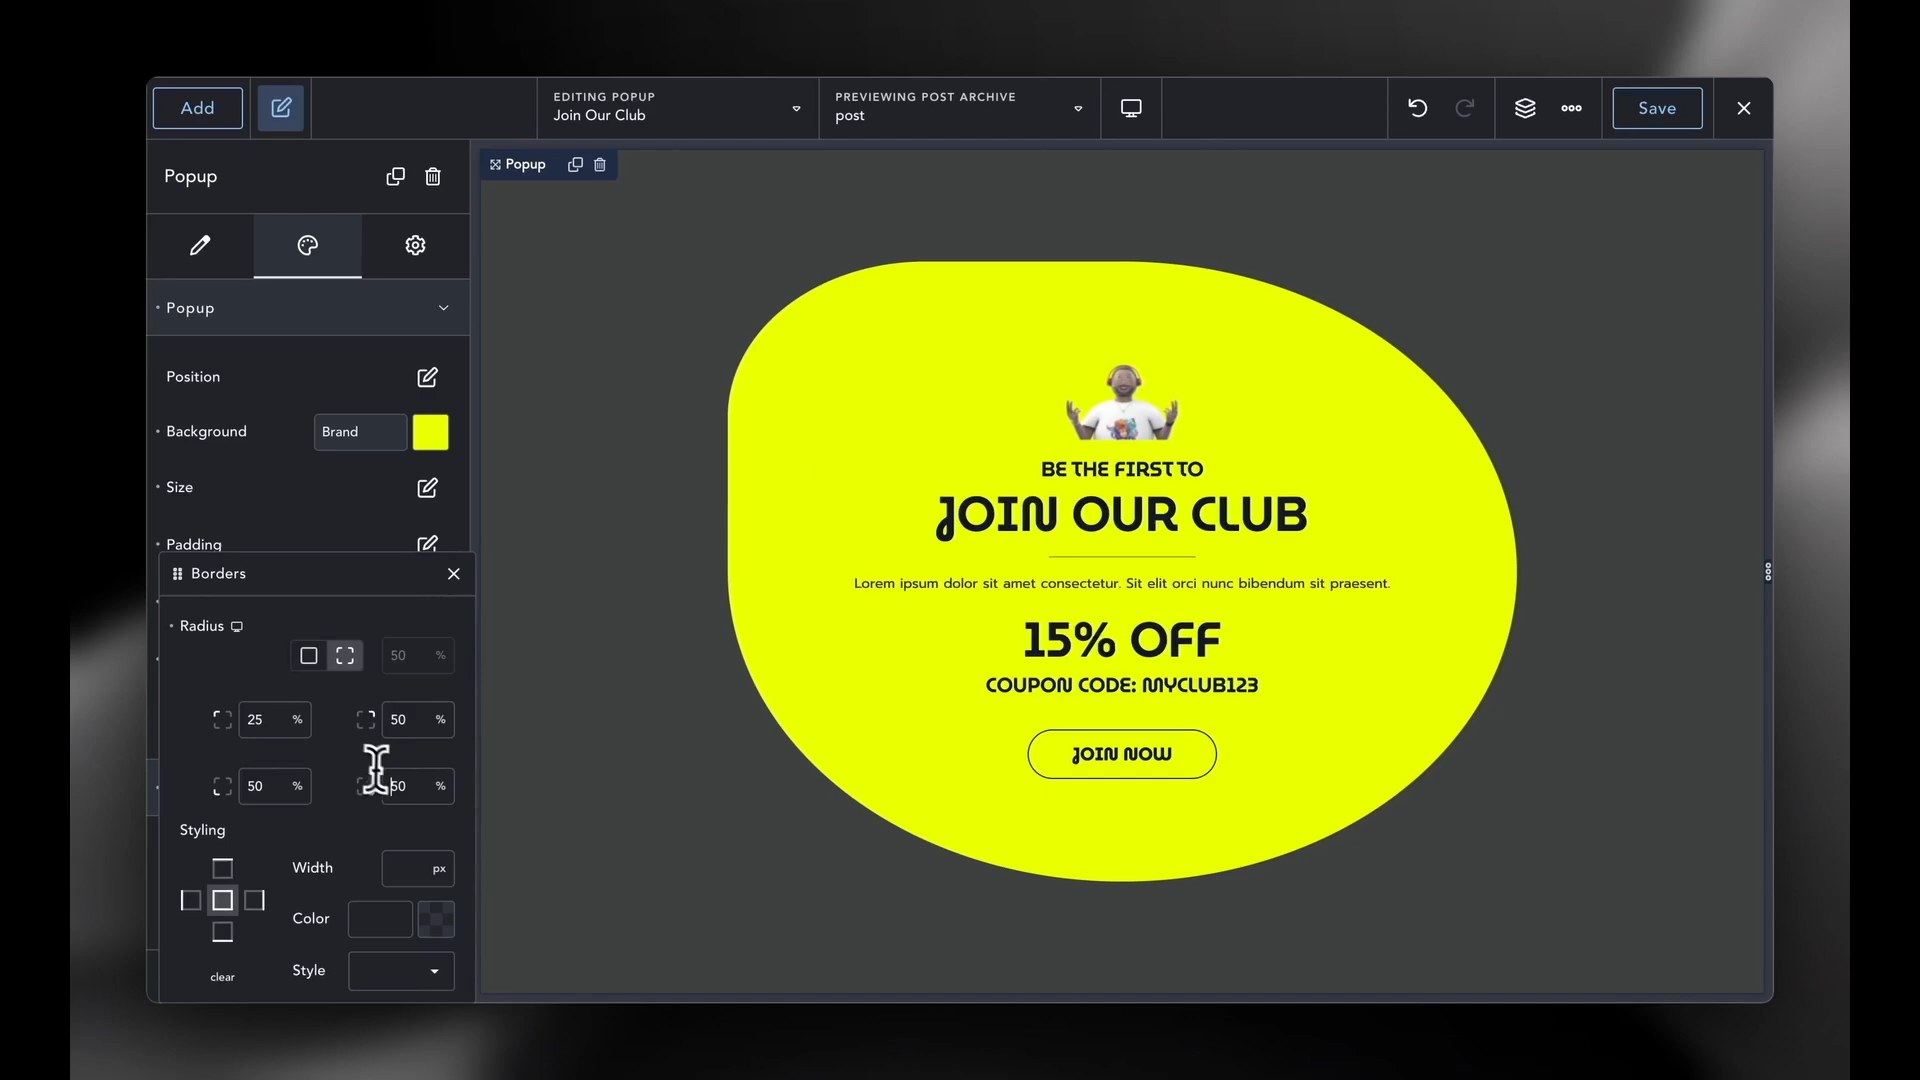 Add
EDITING POPUP
Join Our Club
PREVIEWING POST ARCHIVE
post
Save
Popup
Popup
Popup
Position
Background
Brand
Size
Padding
Borders
Radius
50 %
25 %
50 %
50 %
50 %
Styling
Width
px
Color
Style
clear
BE THE FIRST TO
JOIN OUR CLUB
Lorem ipsum dolor sit amet consectetur. Sit elit orci nunc bibendum sit praesent.
15% OFF
COUPON CODE: MYCLUB123
JOIN NOW